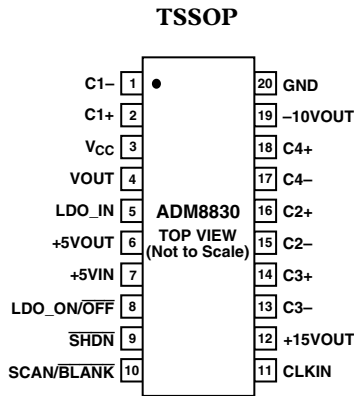 TSSOP
C1– 1
C1+ 2
VCC 3
VOUT 4
LDO_IN 5
+5VOUT 6
+5VIN 7
LDO_ON/OFF 8
SHDN 9
SCAN/BLANK 10
ADM8830
TOP VIEW
(Not to Scale)
20 GND
19 –10VOUT
18 C4+
17 C4–
16 C2+
15 C2–
14 C3+
13 C3–
12 +15VOUT
11 CLKIN